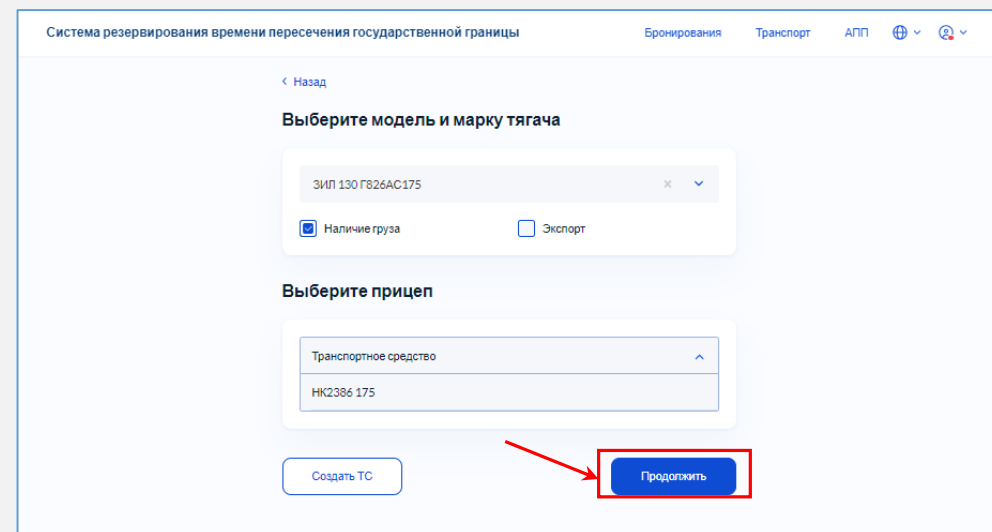 Система резервирования времени пересечения государственной границы Бронирования Транспорт АПП
Назад
Выберите модель и марку тягача
ЗИЛ 130 Г826АС175
Наличие груза Экспорт
Выберите прицеп
Транспортное средство
НК2386 175
Создать ТС Продолжить